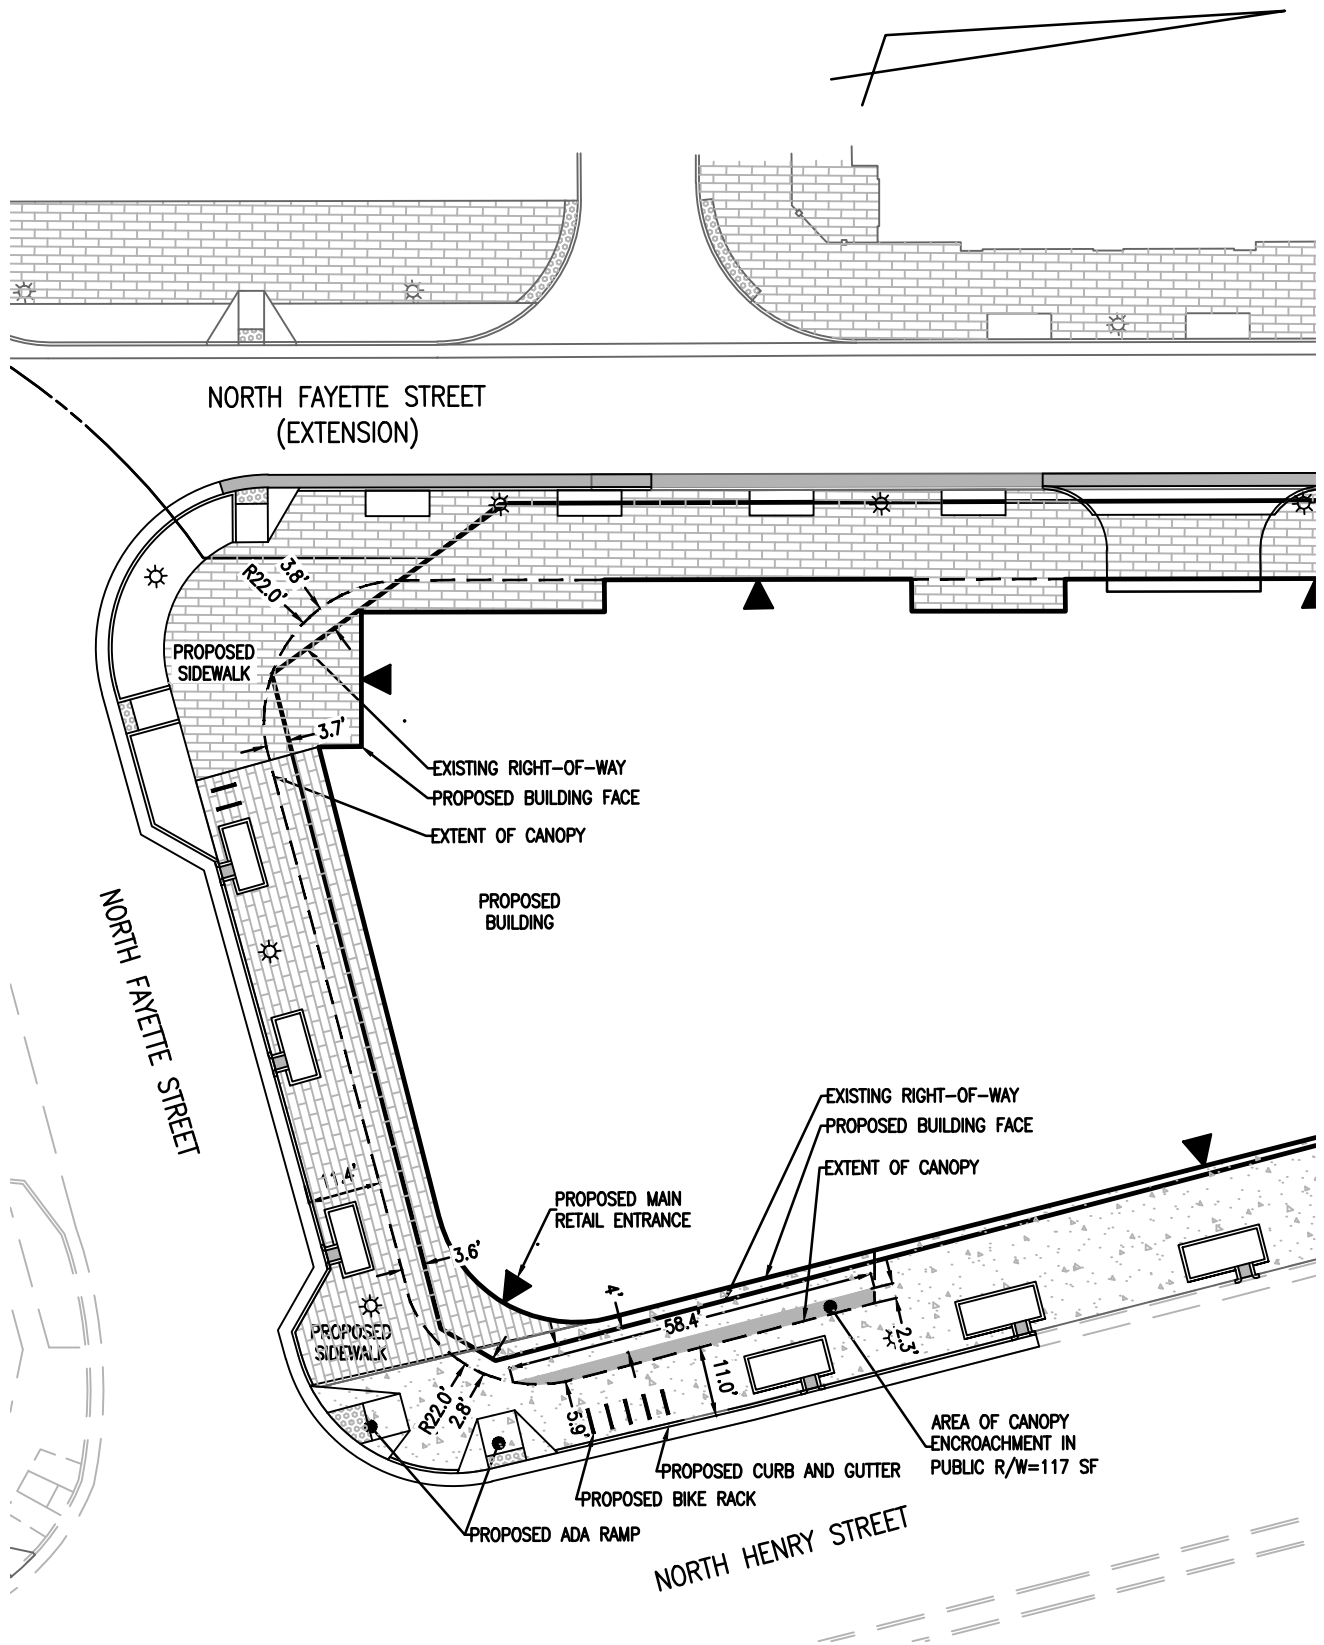 NORTH FAYETTE STREET
(EXTENSION)
3.8'
R22.0'
PROPOSED
SIDEWALK
3.7'
EXISTING RIGHT-OF-WAY
PROPOSED BUILDING FACE
EXTENT OF CANOPY
PROPOSED
BUILDING
NORTH FAYETTE STREET
EXISTING RIGHT-OF-WAY
PROPOSED BUILDING FACE
EXTENT OF CANOPY
11.4'
PROPOSED MAIN
RETAIL ENTRANCE
3.6'
4'
58.4'
2.3'
PROPOSED
SIDEWALK
11.0'
R22.0'
2.8'
5.9'
AREA OF CANOPY
ENCROACHMENT IN
PUBLIC R/W=117 SF
PROPOSED CURB AND GUTTER
PROPOSED BIKE RACK
PROPOSED ADA RAMP
NORTH HENRY STREET